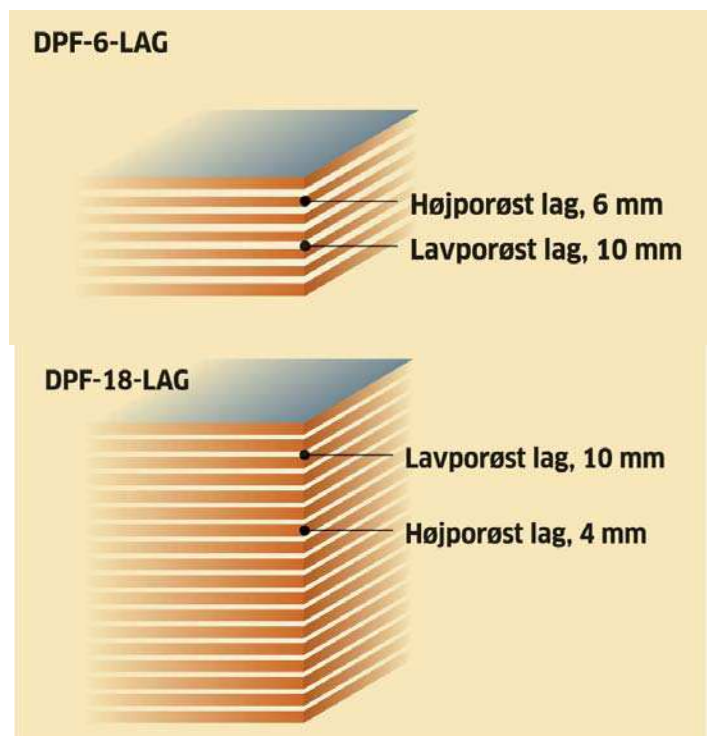 DPF-6-LAG
Højporøst lag, 6 mm
Lavporøst lag, 10 mm
DPF-18-LAG
Lavporøst lag, 10 mm
Højporøst lag, 4 mm